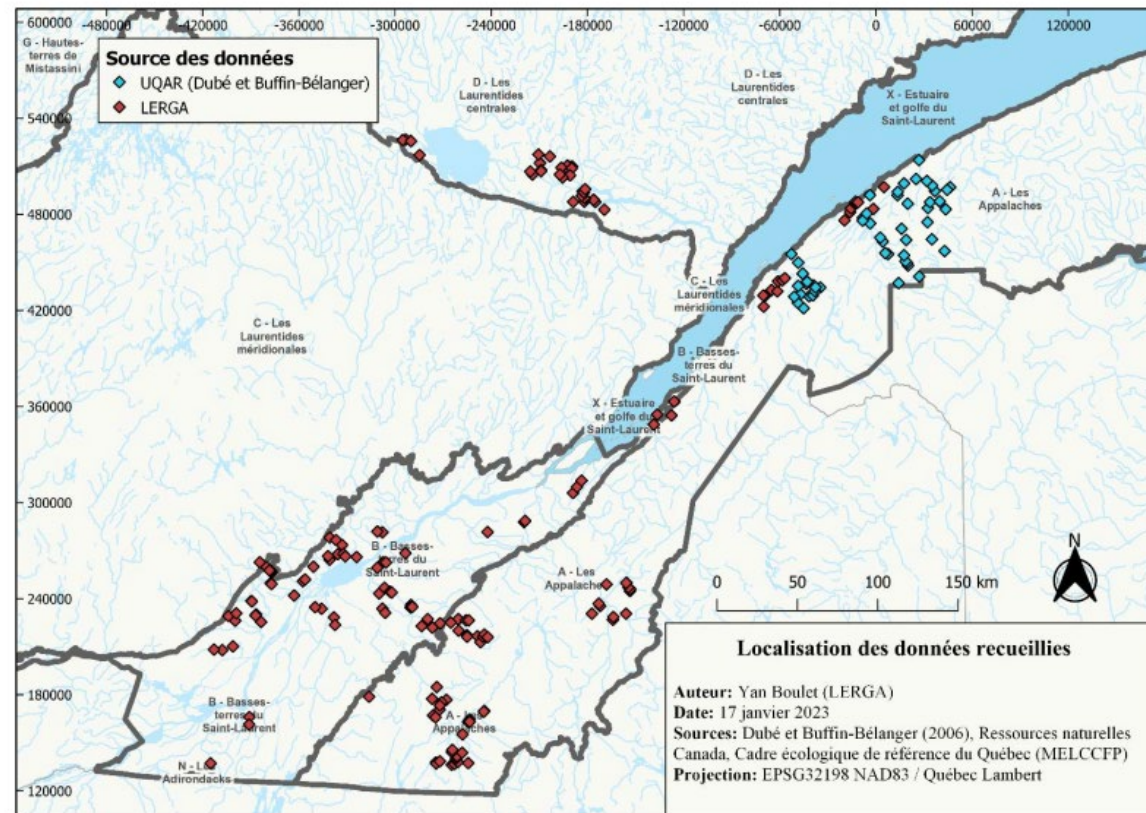 -480000
-420000
-360000
-300000
-240000
-180000
-120000
-60000
0
60000
120000
600000
540000
480000
420000
360000
300000
240000
180000
120000
G - Hautes-
terres de
Mistassini
Source des données
UQAR (Dubé et Buffin-Bélanger)
LERGA
D - Les
Laurentides
centrales
D - Les
Laurentides
centrales
X - Estuaire
et golfe du
Saint-Laurent
A - Les
Appalaches
C - Les
Laurentides
méridionales
C - Les
Laurentides
méridionales
B - Basses-
terres du
Saint-Laurent
X - Estuaire
et golfe du
Saint-Laurent
B - Basses-
terres du
Saint-Laurent
A - Les
Appalaches
B - Basses-
terres du
Saint-Laurent
A - Les
Appalaches
N - Les
Adirondacks
N
0 50 100 150 km
Localisation des données recueillies
Auteur: Yan Boulet (LERGA)
Date: 17 janvier 2023
Sources: Dubé et Buffin-Bélanger (2006), Ressources naturelles
Canada, Cadre écologique de référence du Québec (MELCCFP)
Projection: EPSG32198 NAD83 / Québec Lambert